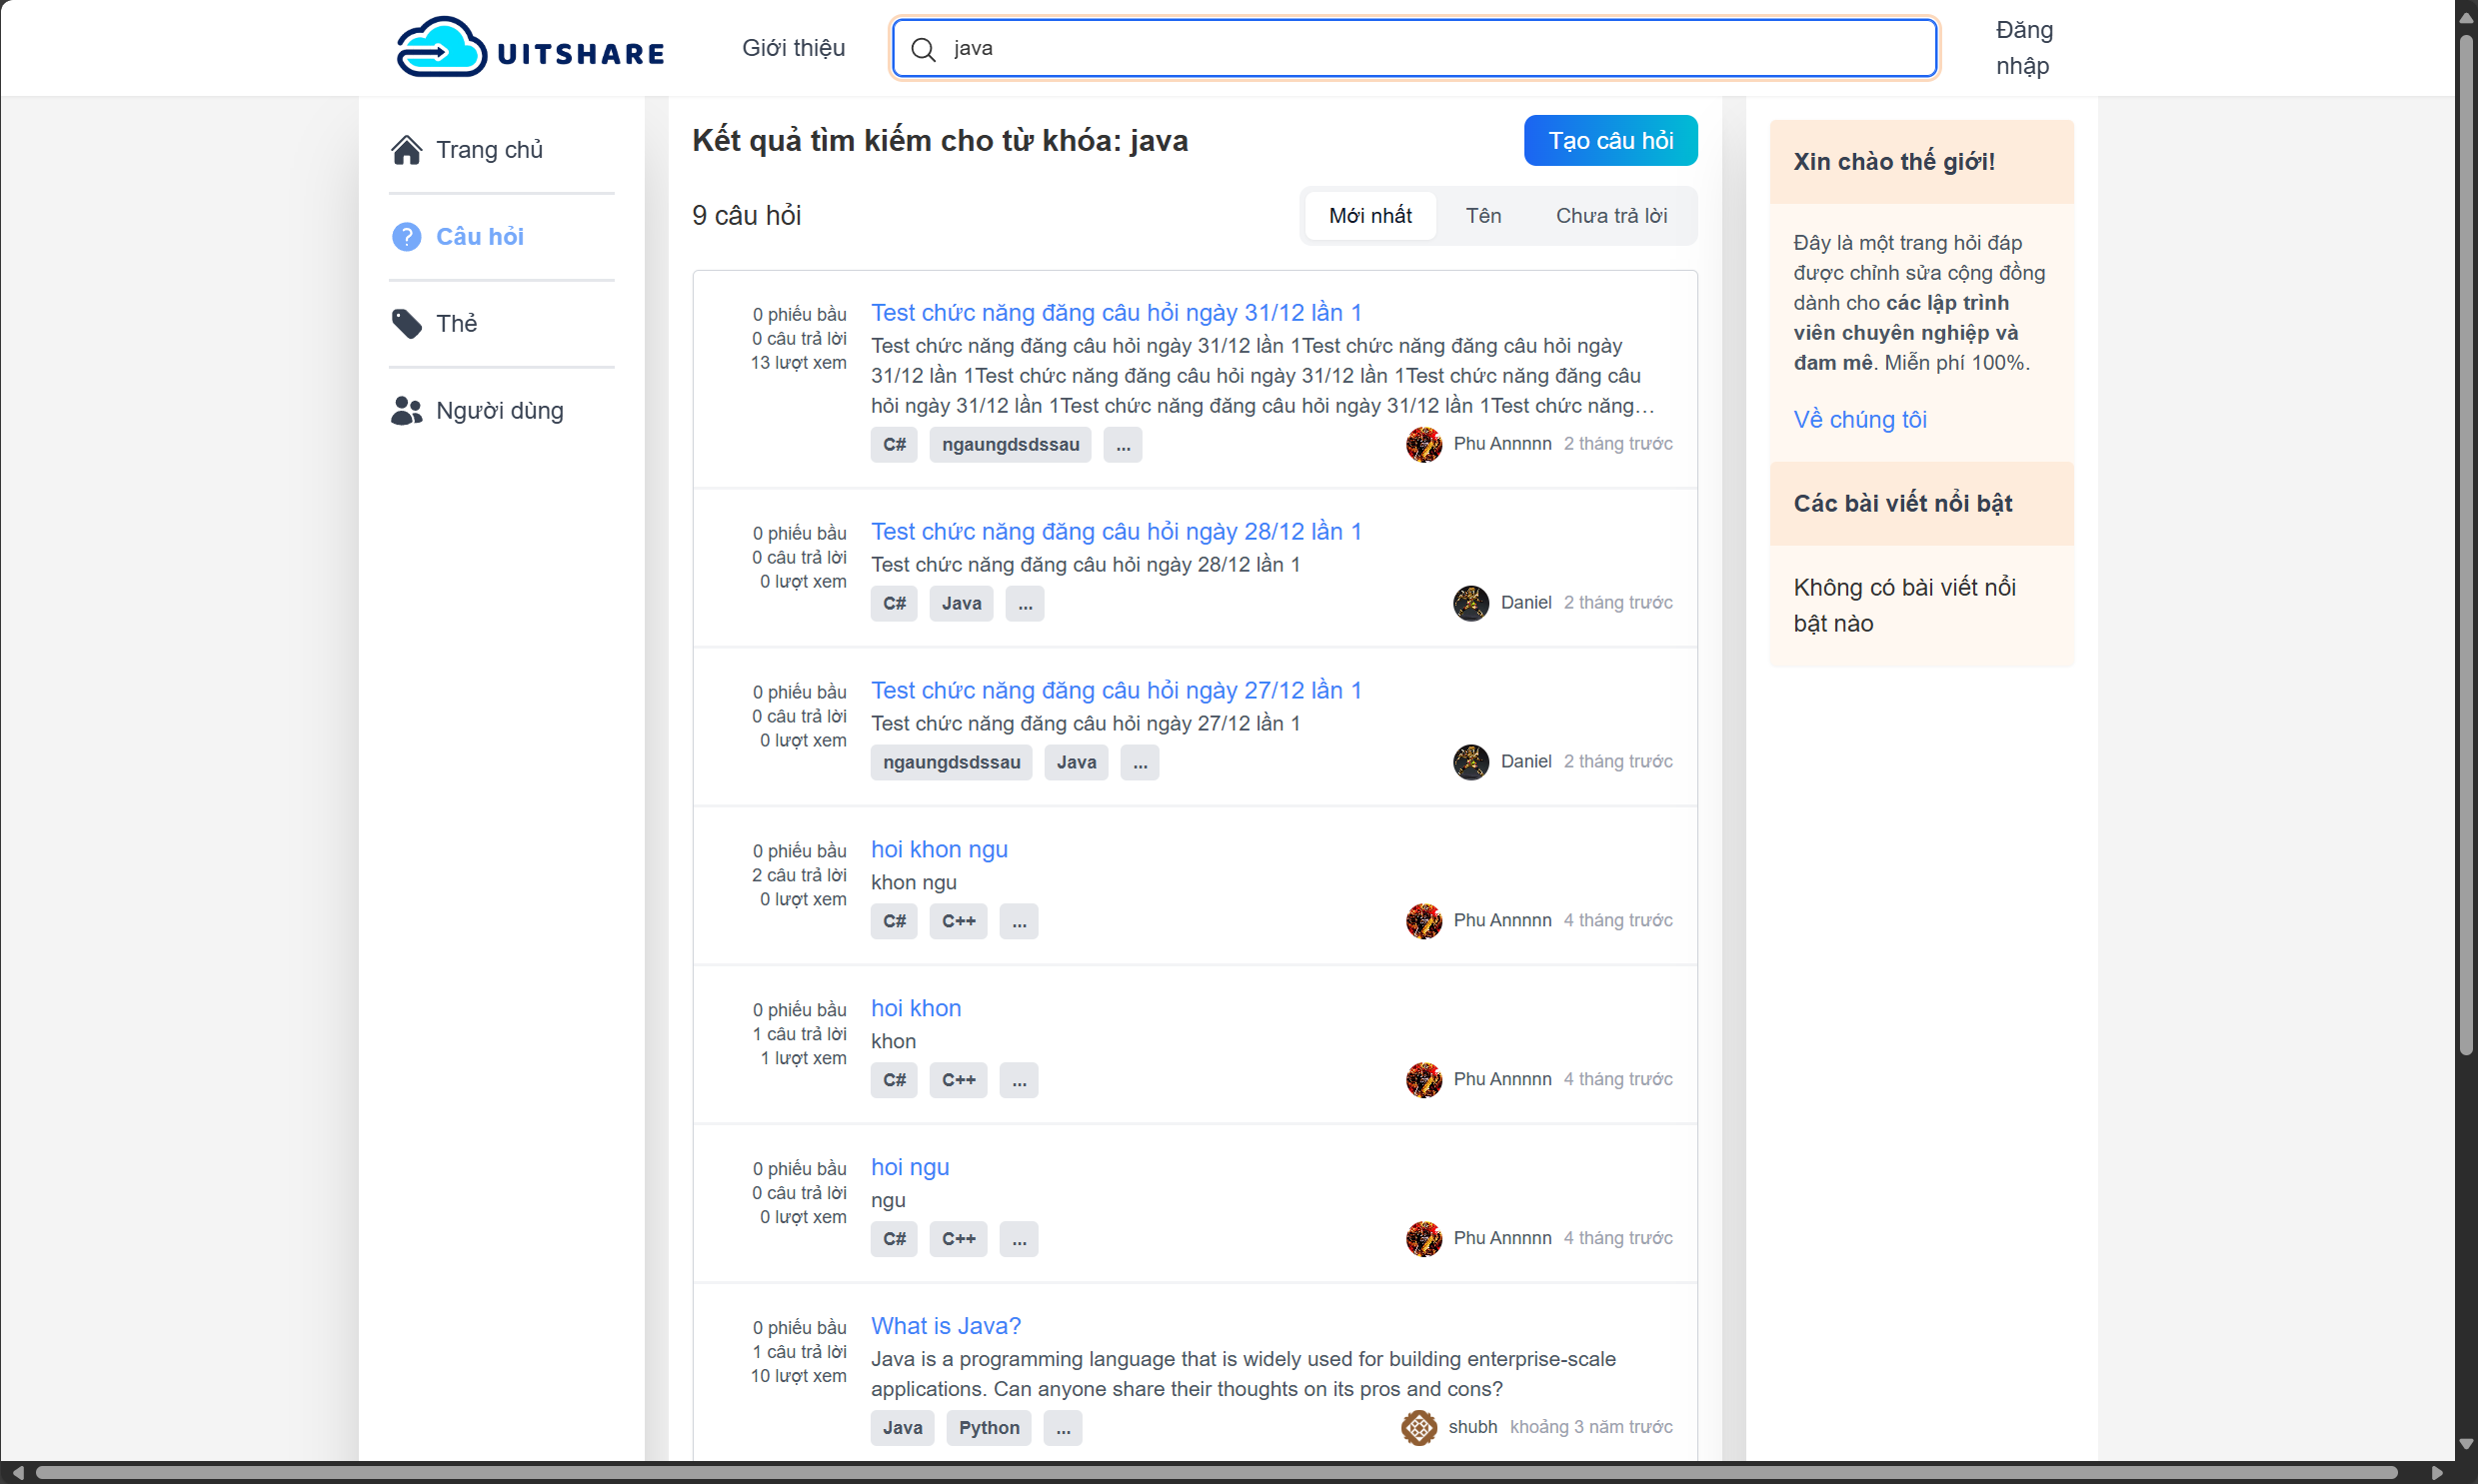 UITSHARE
Giới thiệu
java
Đăng
nhập
Trang chủ
Câu hỏi
Thẻ
Người dùng
Kết quả tìm kiếm cho từ khóa: java
Tạo câu hỏi
9 câu hỏi
Mới nhất
Tên
Chưa trả lời
0 phiếu bầu
0 câu trả lời
13 lượt xem
Test chức năng đăng câu hỏi ngày 31/12 lần 1
Test chức năng đăng câu hỏi ngày 31/12 lần 1Test chức năng đăng câu hỏi ngày
31/12 lần 1Test chức năng đăng câu hỏi ngày 31/12 lần 1Test chức năng đăng câu
hỏi ngày 31/12 lần 1Test chức năng đăng câu hỏi ngày 31/12 lần 1Test chức năng...
C#
ngaungdsdssau
...
Phu Annnnn 2 tháng trước
0 phiếu bầu
0 câu trả lời
0 lượt xem
Test chức năng đăng câu hỏi ngày 28/12 lần 1
Test chức năng đăng câu hỏi ngày 28/12 lần 1
C#
Java
...
Daniel 2 tháng trước
0 phiếu bầu
0 câu trả lời
0 lượt xem
Test chức năng đăng câu hỏi ngày 27/12 lần 1
Test chức năng đăng câu hỏi ngày 27/12 lần 1
ngaungdsdssau
Java
...
Daniel 2 tháng trước
0 phiếu bầu
2 câu trả lời
0 lượt xem
hoi khon ngu
khon ngu
C#
C++
...
Phu Annnnn 4 tháng trước
0 phiếu bầu
1 câu trả lời
1 lượt xem
hoi khon
khon
C#
C++
...
Phu Annnnn 4 tháng trước
0 phiếu bầu
0 câu trả lời
0 lượt xem
hoi ngu
ngu
C#
C++
...
Phu Annnnn 4 tháng trước
0 phiếu bầu
1 câu trả lời
10 lượt xem
What is Java?
Java is a programming language that is widely used for building enterprise-scale
applications. Can anyone share their thoughts on its pros and cons?
Java
Python
...
shubh khoảng 3 năm trước
Xin chào thế giới!
Đây là một trang hỏi đáp
được chỉnh sửa cộng đồng
dành cho các lập trình
viên chuyên nghiệp và
đam mê. Miễn phí 100%.
Về chúng tôi
Các bài viết nổi bật
Không có bài viết nổi
bật nào